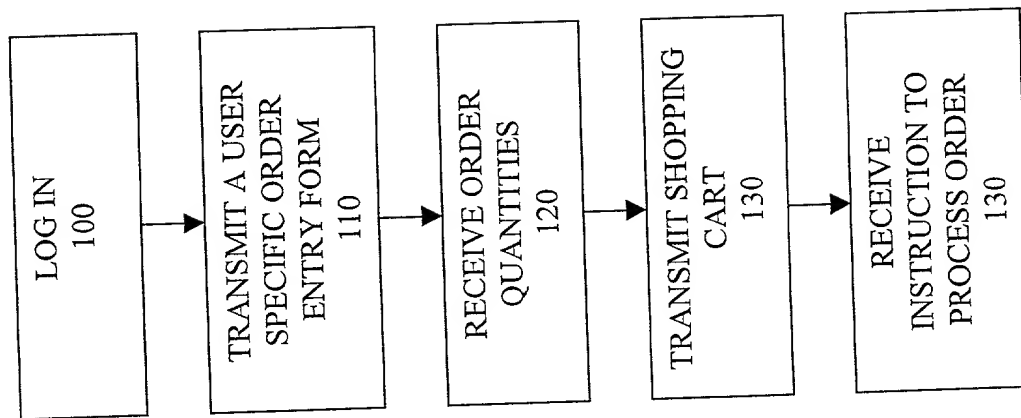 LOG IN
100
TRANSMIT A USER
SPECIFIC ORDER
ENTRY FORM
110
RECEIVE ORDER
QUANTITIES
120
TRANSMIT SHOPPING
CART
130
RECEIVE
INSTRUCTION TO
PROCESS ORDER
130